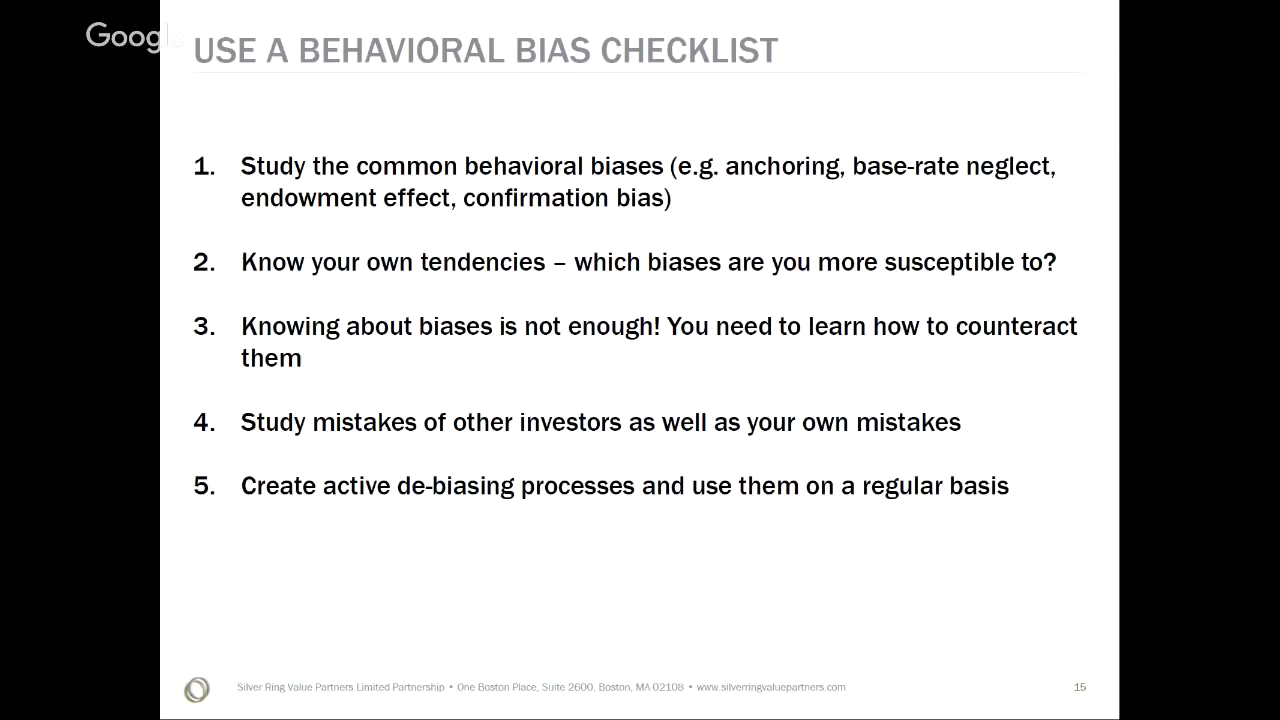 Google
USE A BEHAVIORAL BIAS CHECKLIST
1. Study the common behavioral biases (e.g. anchoring, base-rate neglect,
endowment effect, confirmation bias)
2. Know your own tendencies – which biases are you more susceptible to?
3. Knowing about biases is not enough! You need to learn how to counteract
them
4. Study mistakes of other investors as well as your own mistakes
5. Create active de-biasing processes and use them on a regular basis
Silver Ring Value Partners Limited Partnership • One Boston Place, Suite 2600, Boston, MA 02108 • www.silverringvaluepartners.com
15